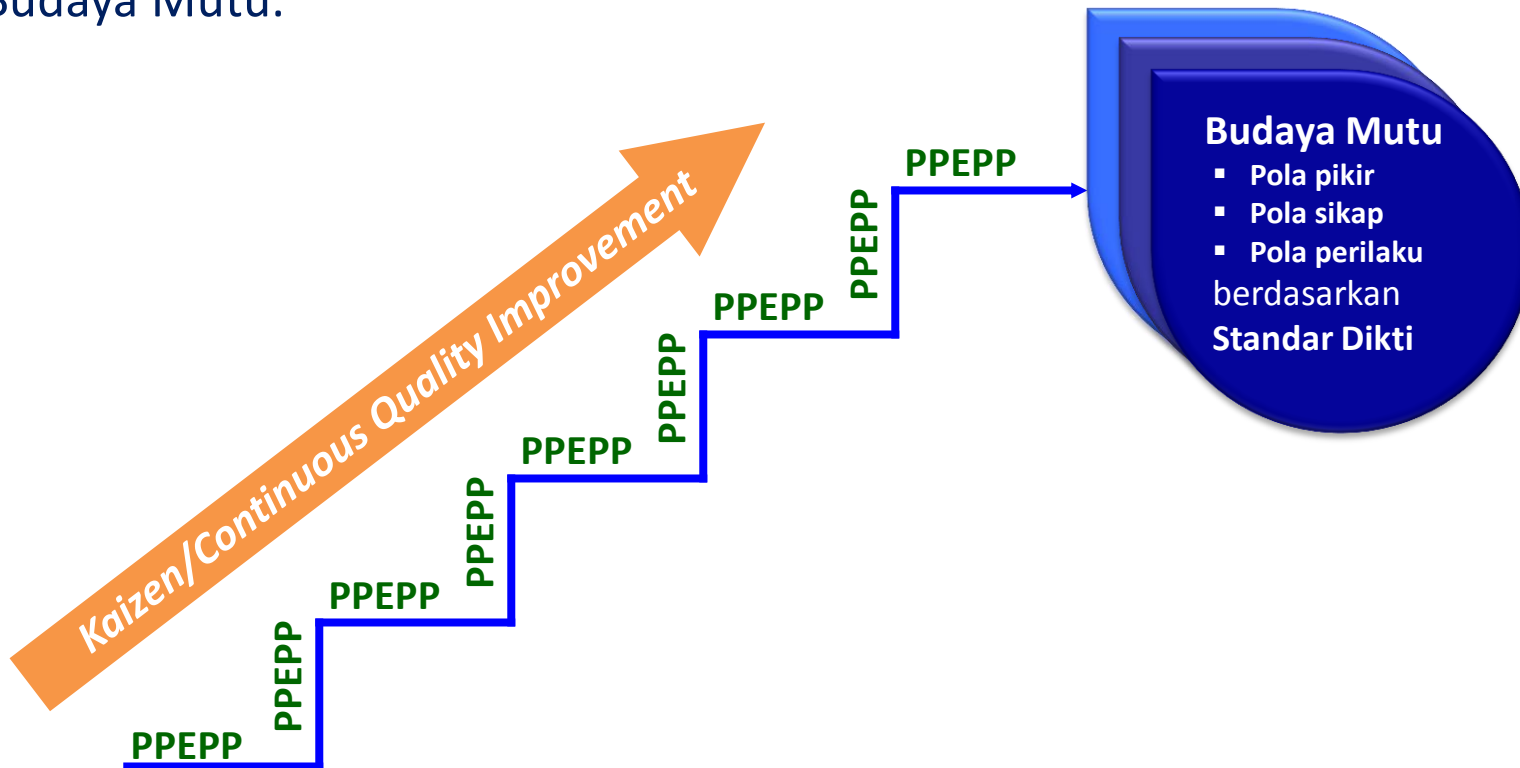 Budaya Mutu.
Kaizen/Continuous Quality Improvement
PPEPP
PPEPP
PPEPP
PPEPP
PPEPP
PPEPP
PPEPP
PPEPP
PPEPP
Budaya Mutu
▪ Pola pikir
▪ Pola sikap
▪ Pola perilaku
berdasarkan
Standar Dikti